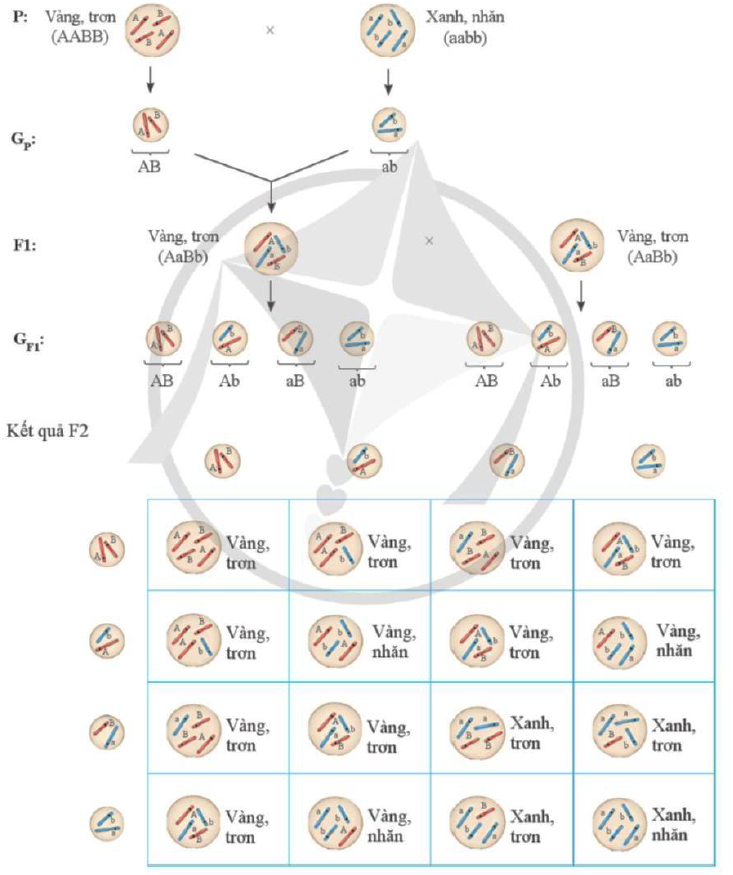 P: Vàng, trơn Xanh, nhăn
(AABB) × (aabb)
A B A B a b b a
G_P: A B b a
AB ab
F1: Vàng, trơn × Vàng, trơn
(AaBb) (AaBb)
A b a B A b a B
G_F1: A B b A B a b a A B b A B a b a
AB Ab aB ab AB Ab aB ab
Kết quả F2
A B b A B a b a
A B Vàng, Vàng, Vàng, Vàng,
trơn trơn trơn trơn
b A Vàng, Vàng, Vàng, Vàng,
trơn nhăn trơn nhăn
B a Vàng, Vàng, Xanh, Xanh,
trơn trơn trơn trơn
b a Vàng, Vàng, Xanh, Xanh,
trơn nhăn trơn nhăn